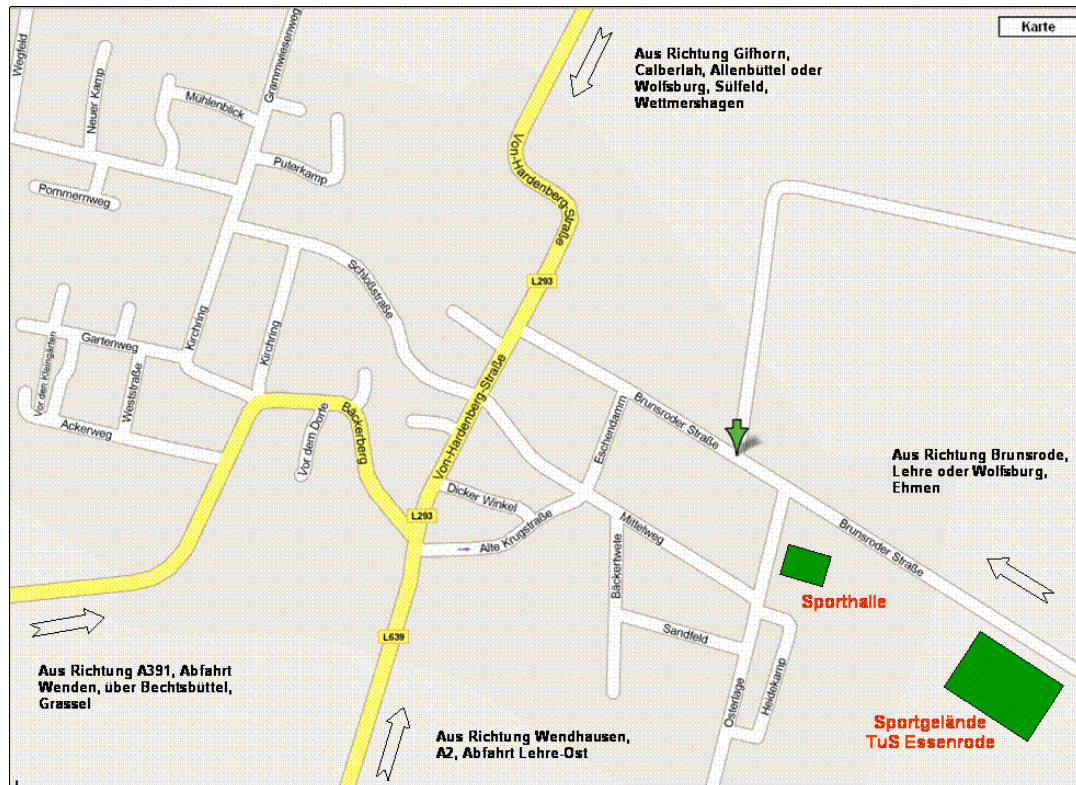 Karte
Aus Richtung Gifhorn,
Calberlah, Allenbüttel oder
Wolfsburg, Sülfeld,
Wettmershagen
Wegfeld
Neuer Kamp
Mühlenblick
Grammwiesenweg
Puterkamp
Pommernweg
Von-Hardenberg-Straße
L293
Schloßstraße
Kirchring
Kirchring
Gartenweg
Vor den Kleingärten
Weststraße
Ackerweg
Vor dem Dorfe
Bäckerberg
Von-Hardenberg-Straße
Eschendamm
Brunsroder Straße
Aus Richtung Brunsrode,
Lehre oder Wolfsburg,
Ehmen
Dicker Winkel
L293
Alte Krugstraße
Mittelweg
Bäckertwete
Brunsroder Straße
Sporthalle
Sandfeld
L639
Osterlage
Heidekamp
Aus Richtung A391, Abfahrt
Wenden, über Bechtsbüttel,
Grassel
Aus Richtung Wendhausen,
A2, Abfahrt Lehre-Ost
Sportgelände
TuS Essenrode